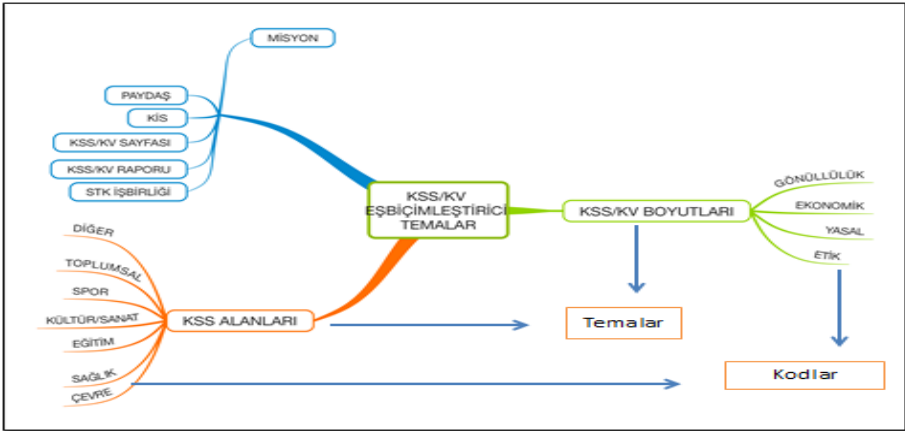 MİSYON
PAYDAŞ
KİS
KSS/KV SAYFASI
KSS/KV RAPORU
STK İŞBİRLİĞİ
KSS/KV
EŞBİÇİMLEŞTİRİCİ
TEMALAR
KSS/KV BOYUTLARI
GÖNÜLLÜLÜK
EKONOMİK
YASAL
ETİK
DİĞER
TOPLUMSAL
SPOR
KÜLTÜR/SANAT
EĞİTİM
SAĞLIK
ÇEVRE
KSS ALANLARI
Temalar
Kodlar